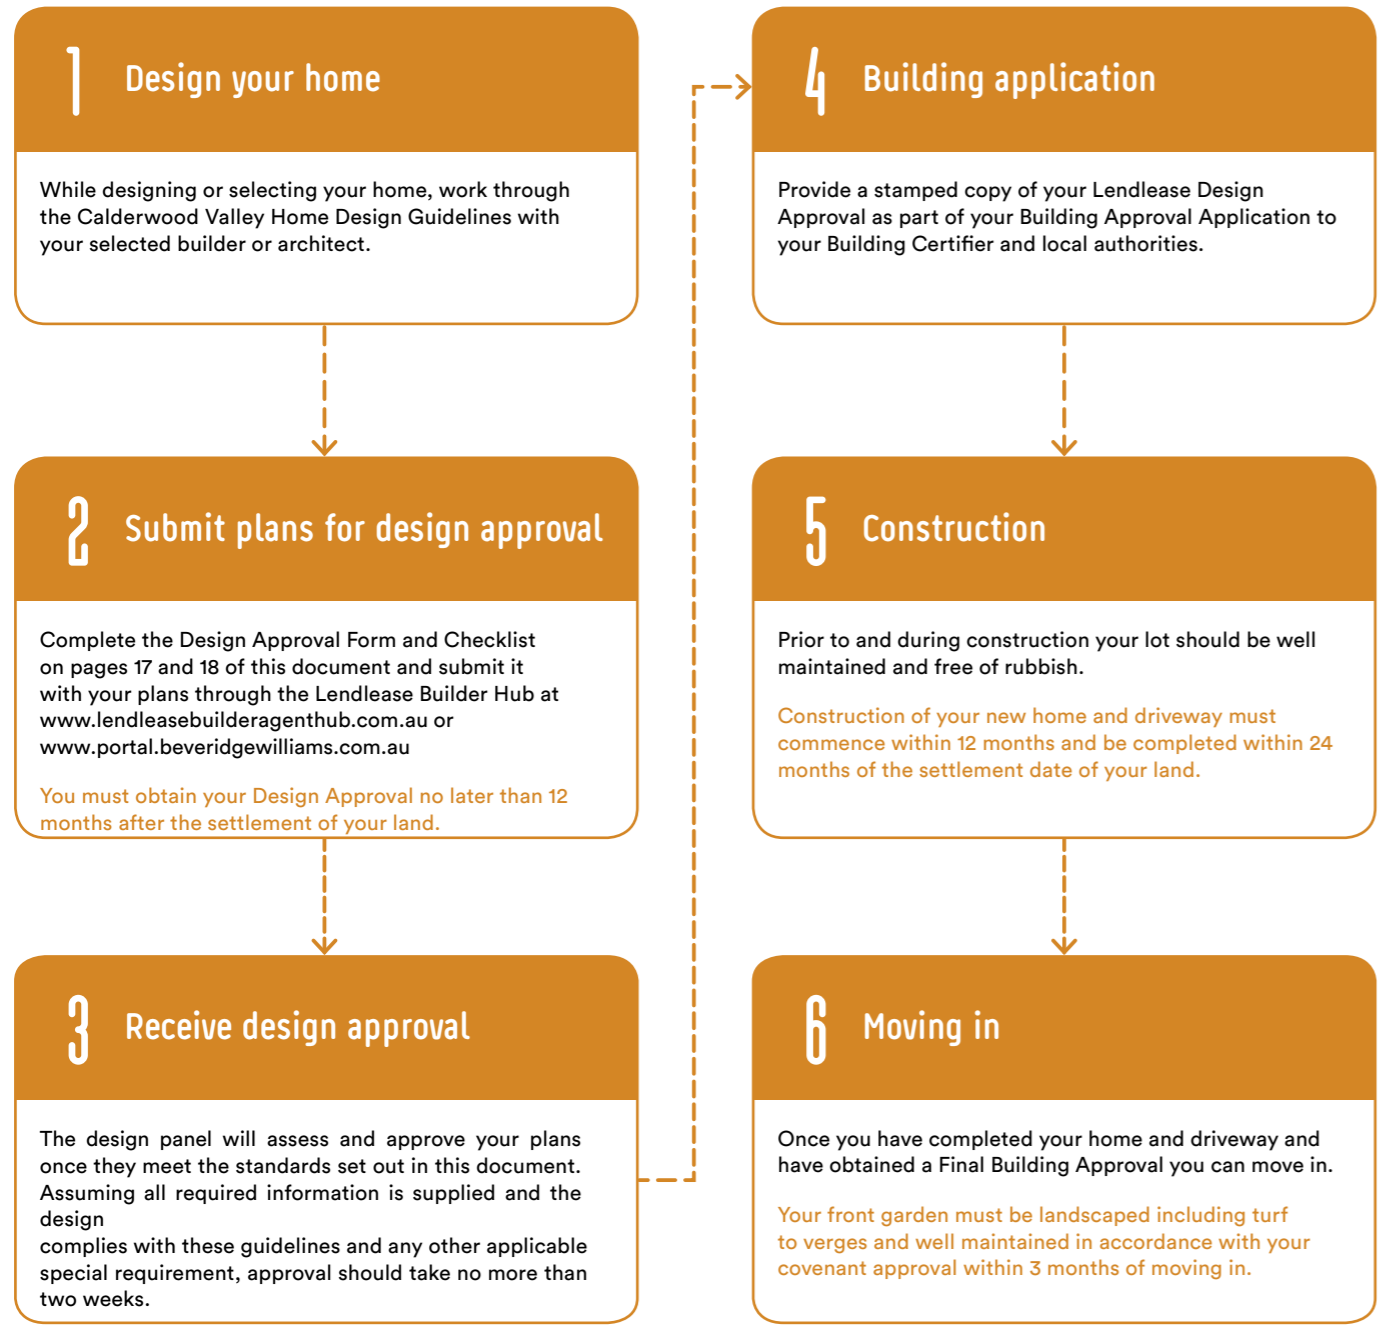 1 Design your home
While designing or selecting your home, work through
the Calderwood Valley Home Design Guidelines with
your selected builder or architect.
2 Submit plans for design approval
Complete the Design Approval Form and Checklist
on pages 17 and 18 of this document and submit it
with your plans through the Lendlease Builder Hub at
www.lendleasebuilderagenthub.com.au or
www.portal.beveridgewilliams.com.au
You must obtain your Design Approval no later than 12
months after the settlement of your land.
3 Receive design approval
The design panel will assess and approve your plans
once they meet the standards set out in this document.
Assuming all required information is supplied and the
design
complies with these guidelines and any other applicable
special requirement, approval should take no more than
two weeks.
4 Building application
Provide a stamped copy of your Lendlease Design
Approval as part of your Building Approval Application to
your Building Certifier and local authorities.
5 Construction
Prior to and during construction your lot should be well
maintained and free of rubbish.
Construction of your new home and driveway must
commence within 12 months and be completed within 24
months of the settlement date of your land.
6 Moving in
Once you have completed your home and driveway and
have obtained a Final Building Approval you can move in.
Your front garden must be landscaped including turf
to verges and well maintained in accordance with your
covenant approval within 3 months of moving in.